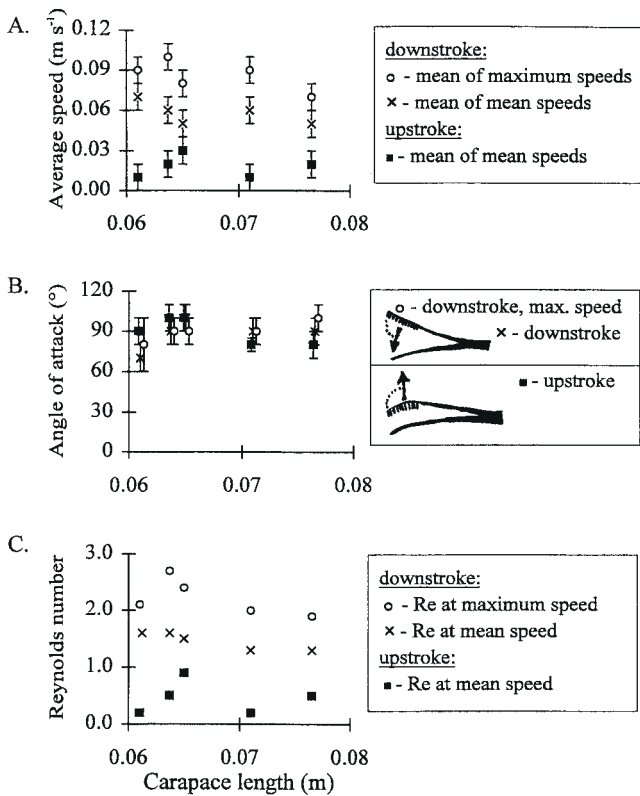 A.
Average speed (m s⁻¹)
0.12
0.09
0.06
0.03
0.00
0.06 0.07 0.08
downstroke:
o - mean of maximum speeds
× - mean of mean speeds
upstroke:
■ - mean of mean speeds
B.
Angle of attack (°)
120
90
60
30
0
0.06 0.07 0.08
o - downstroke, max. speed
× - downstroke
■ - upstroke
C.
Reynolds number
3.0
2.0
1.0
0.0
0.06 0.07 0.08
Carapace length (m)
downstroke:
o - Re at maximum speed
× - Re at mean speed
upstroke:
■ - Re at mean speed